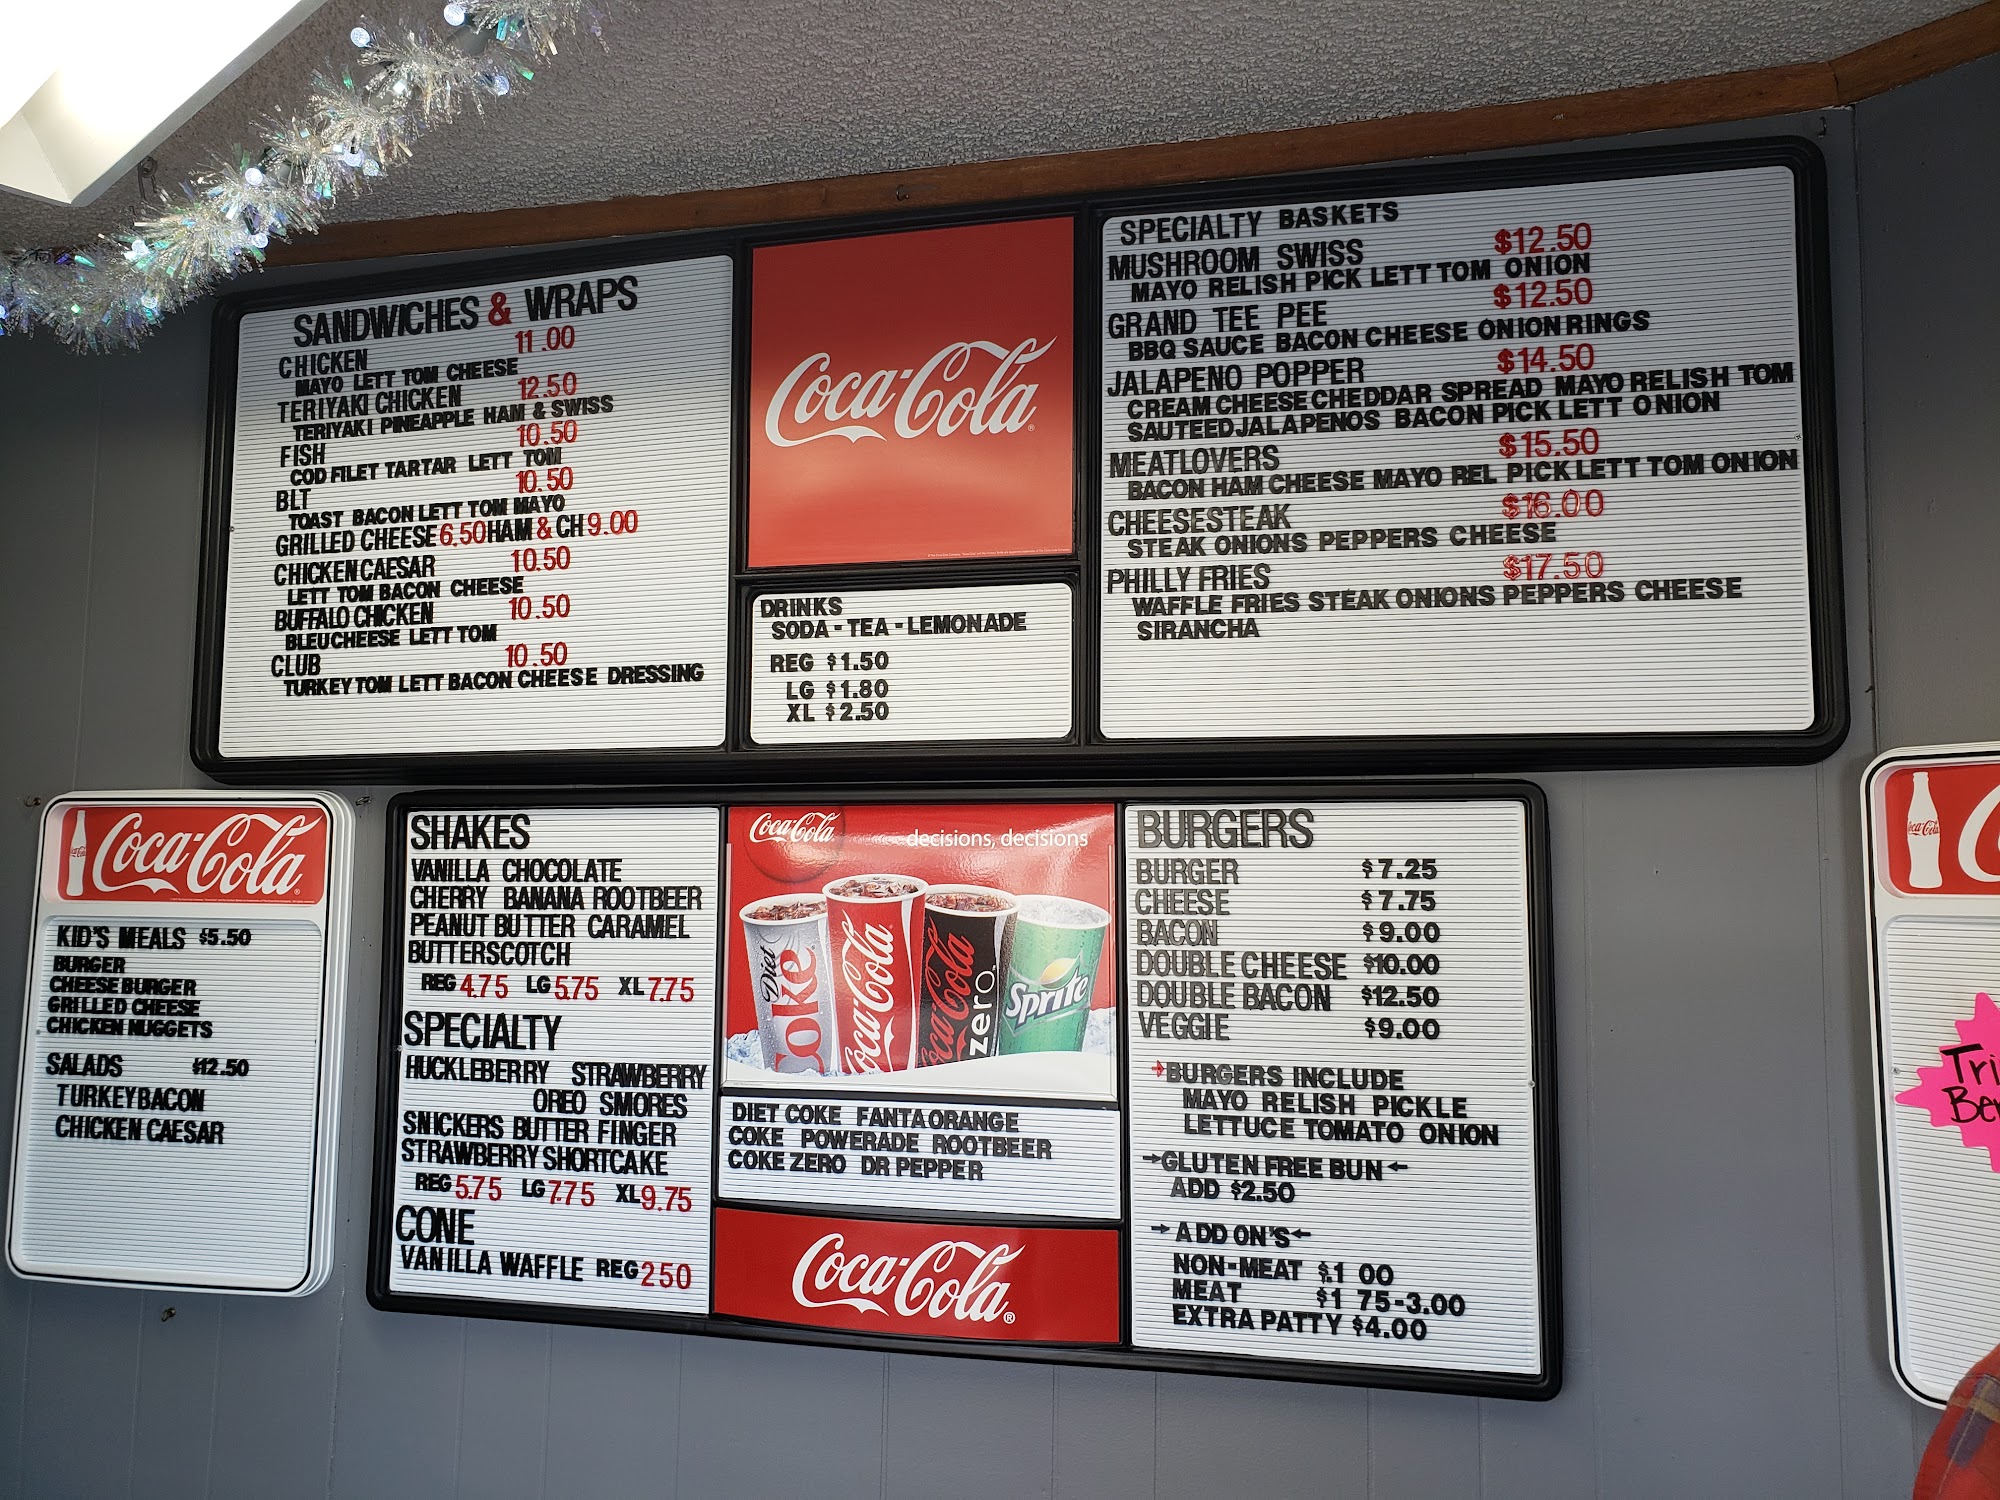 SANDWICHES & WRAPS
CHICKEN 11.00
MAYO LETT TOM CHEESE
TERIYAKI CHICKEN 12.50
TERIYAKI PINEAPPLE HAM & SWISS
FISH 10.50
COD FILET TARTAR LETT TOM
BLT 10.50
TOAST BACON LETT TOM MAYO
GRILLED CHEESE 6.50 HAM & CH 9.00
CHICKEN CAESAR 10.50
LETT TOM BACON CHEESE
BUFFALO CHICKEN 10.50
BLEUCHEESE LETT TOM
CLUB 10.50
TURKEY TOM LETT BACON CHEESE DRESSING
Coca-Cola
DRINKS
SODA - TEA - LEMONADE
REG $1.50
LG $1.80
XL $2.50
SPECIALTY BASKETS
MUSHROOM SWISS $12.50
MAYO RELISH PICK LETT TOM ONION
GRAND TEE PEE $12.50
BBQ SAUCE BACON CHEESE ONION RINGS
JALAPENO POPPER $14.50
CREAM CHEESE CHEDDAR SPREAD MAYO RELISH TOM
SAUTEED JALAPENOS BACON PICK LETT ONION
MEATLOVERS $15.50
BACON HAM CHEESE MAYO REL PICK LETT TOM ONION
CHEESESTEAK $16.00
STEAK ONIONS PEPPERS CHEESE
PHILLY FRIES $17.50
WAFFLE FRIES STEAK ONIONS PEPPERS CHEESE
SIRANCHA
Coca-Cola
KID'S MEALS $5.50
BURGER
CHEESE BURGER
GRILLED CHEESE
CHICKEN NUGGETS
SALADS $12.50
TURKEY BACON
CHICKEN CAESAR
SHAKES
VANILLA CHOCOLATE
CHERRY BANANA ROOTBEER
PEANUT BUTTER CARAMEL
BUTTERSCOTCH
REG 4.75 LG 5.75 XL 7.75
SPECIALTY
HUCKLEBERRY STRAWBERRY
OREO SMORES
SNICKERS BUTTER FINGER
STRAWBERRY SHORTCAKE
REG 5.75 LG 7.75 XL 9.75
CONE
VANILLA WAFFLE REG 250
Coca-Cola
decisions, decisions
Diet Coke
Coca-Cola
Coca-Cola zero
Sprite
DIET COKE FANTA ORANGE
COKE POWERADE ROOTBEER
COKE ZERO DR PEPPER
Coca-Cola
BURGERS
BURGER $7.25
CHEESE $7.75
BACON $9.00
DOUBLE CHEESE $10.00
DOUBLE BACON $12.50
VEGGIE $9.00
→BURGERS INCLUDE
MAYO RELISH PICKLE
LETTUCE TOMATO ONION
→GLUTEN FREE BUN←
ADD $2.50
→ADD ON'S←
NON-MEAT $.1 00
MEAT $1 75-3.00
EXTRA PATTY $4.00
Coca-Cola
Tri
Be